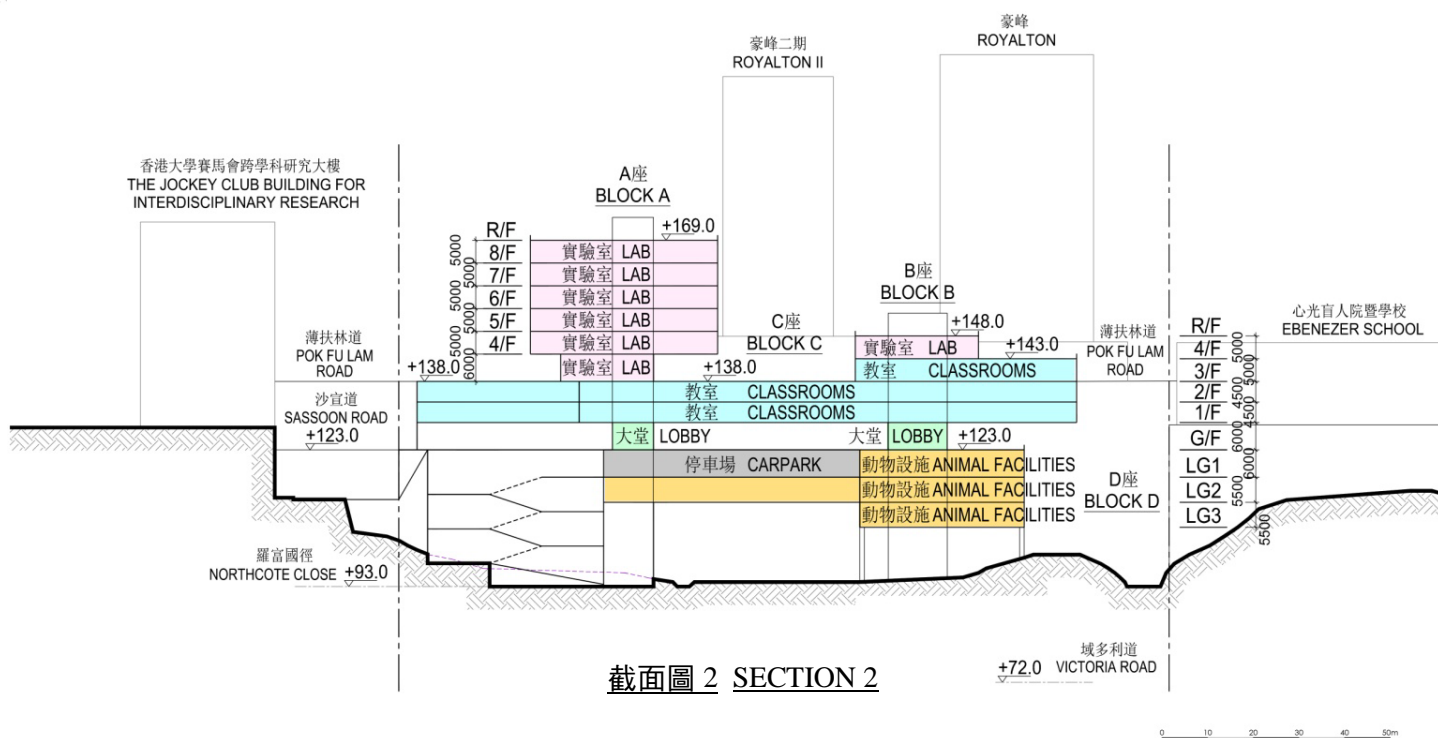 豪峰
ROYALTON
豪峰二期
ROYALTON II
香港大學賽馬會跨學科研究大樓
THE JOCKEY CLUB BUILDING FOR
INTERDISCIPLINARY RESEARCH
A座
BLOCK A
+169.0
R/F
8/F
7/F
6/F
5/F
4/F
5000
5000
5000
5000
5000
6000
實驗室 LAB
實驗室 LAB
實驗室 LAB
實驗室 LAB
實驗室 LAB
實驗室 LAB
B座
BLOCK B
+148.0
C座
BLOCK C
實驗室 LAB
+143.0
教室 CLASSROOMS
薄扶林道
POK FU LAM
ROAD
+138.0
+138.0
教室 CLASSROOMS
教室 CLASSROOMS
沙宣道
SASSOON ROAD
+123.0
大堂 LOBBY
大堂 LOBBY
+123.0
停車場 CARPARK
動物設施 ANIMAL FACILITIES
動物設施 ANIMAL FACILITIES
動物設施 ANIMAL FACILITIES
D座
BLOCK D
薄扶林道
POK FU LAM
ROAD
心光盲人院暨學校
EBENEZER SCHOOL
R/F
4/F
3/F
2/F
1/F
G/F
LG1
LG2
LG3
5000
5000
4500
4500
6000
6000
5500
5500
羅富國徑
NORTHCOTE CLOSE +93.0
域多利道
+72.0 VICTORIA ROAD
截面圖 2 SECTION 2
0 10 20 30 40 50m